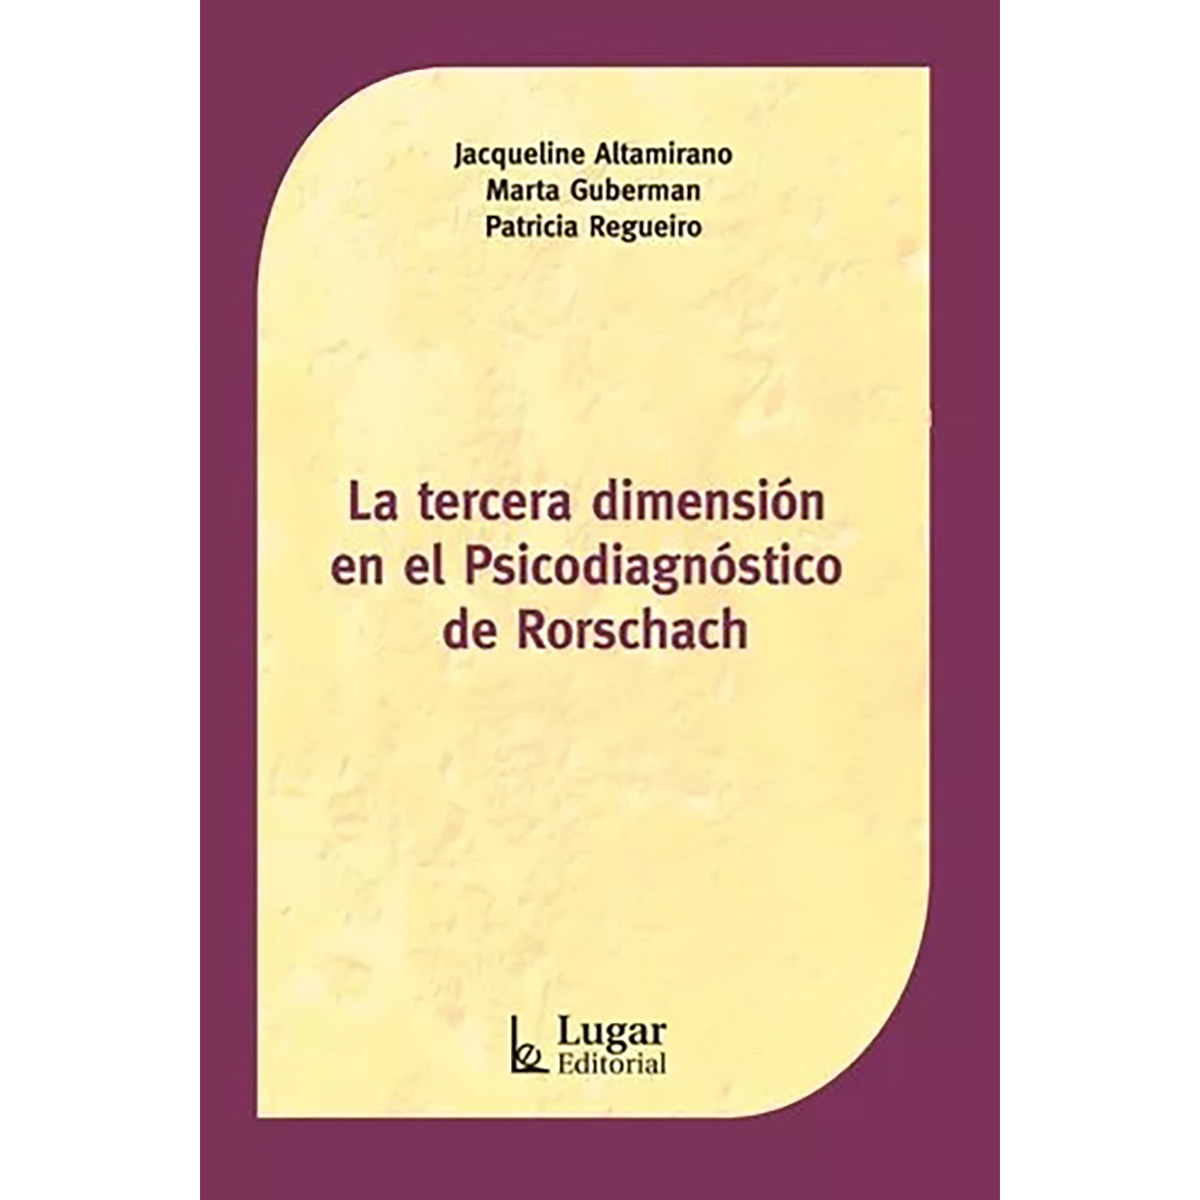 Jacqueline Altamirano
Marta Guberman
Patricia Regueiro
La tercera dimensión
en el Psicodiagnóstico
de Rorschach
Lugar
Editorial